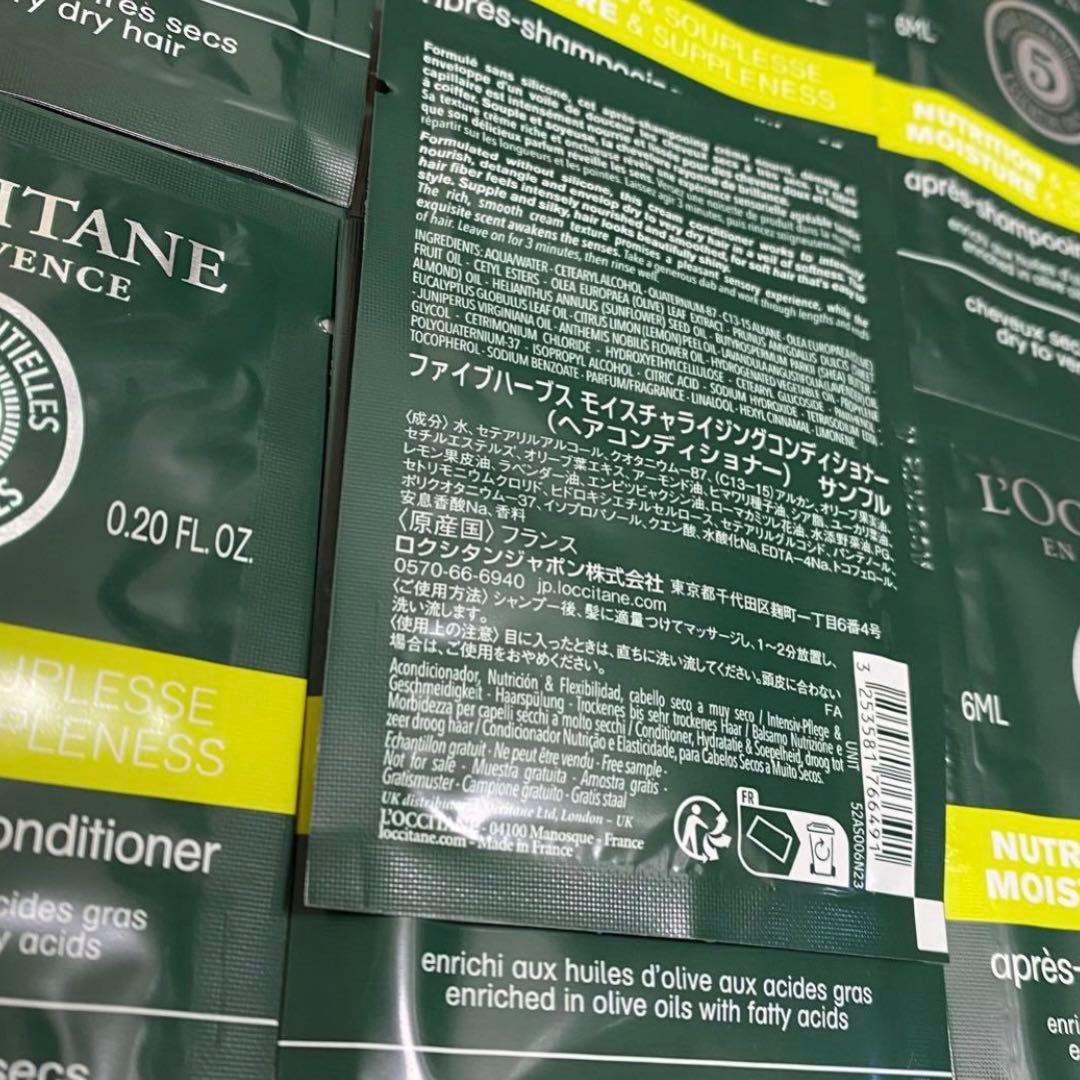 ifres secs
y dry hair
ITANE
VENCE
TIELLES
0.20 FL. OZ.
UPLESSE
PLENESS
onditioner
cides gras
y acids
secs
après-shampooin
& SOUPLESSE
RE & SUPPLENESS
Formulé sans silicone, cet après-shampooing
Formulated without silicone, this cream conditioner works to intensely
nourish, detangle and envelop dry to very dry hair in a veil of softness. The
hair fiber feels intensely nourished and smoothed, for soft hair that's easy to
style. Supple and silky, hair looks beautifully shiny.
The rich, smooth cream texture promises a pleasant sensory experience, while the
exquisite scent awakens the senses. Take a generous dab and work through lengths and ends
of hair. Leave on for 3 minutes, then rinse well.
INGREDIENTS: AQUA/WATER - CETEARYL ALCOHOL - QUATERNIUM-87 - C13-15 ALKANE - OLEA EUROPAEA (OLIVE)
FRUIT OIL - CETYL ESTERS - OLEA EUROPAEA (OLIVE) LEAF EXTRACT - PRUNUS AMYGDALUS DULCIS (SWEET
ALMOND) OIL - HELIANTHUS ANNUUS (SUNFLOWER) SEED OIL - BUTYROSPERMUM PARKII (SHEA) BUTTER -
EUCALYPTUS GLOBULUS LEAF OIL - CITRUS LIMON (LEMON) PEEL OIL - LAVANDULA ANGUSTIFOLIA (LAVENDER) OIL
- JUNIPERUS VIRGINIANA OIL - ANTHEMIS NOBILIS FLOWER OIL - HYDROGENATED VEGETABLE OIL - PROPYLENE
GLYCOL - CETRIMONIUM CHLORIDE - HYDROXYETHYLCELLULOSE - CETEARYL GLUCOSIDE - PANTHENOL -
POLYQUATERNIUM-37 - ISOPROPYL ALCOHOL - CITRIC ACID - SODIUM HYDROXIDE - TETRASODIUM EDTA -
TOCOPHEROL - SODIUM BENZOATE - PARFUM/FRAGRANCE - LINALOOL - HEXYL CINNAMAL - LIMONENE
ファイブハーブス モイスチャライジングコンディショナー
(ヘアコンディショナー) サンプル
〈成分〉水、セテアリルアルコール、クオタニウム-87、(C13-15)アルカン、オリーブ果実油、
セチルエステルズ、オリーブ葉エキス、アーモンド油、ヒマワリ種子油、シア脂、ユーカリ葉油、
レモン果皮油、ラベンダー油、エンピツビャクシン油、ローマカミツレ花油、水添野菜油、PG、
セトリモニウムクロリド、ヒドロキシエチルセルロース、セテアリルグルコシド、パンテノール、
ポリクオタニウム-37、イソプロパノール、クエン酸、水酸化Na、EDTA-4Na、トコフェロール、
安息香酸Na、香料
〈原産国〉フランス
ロクシタンジャポン株式会社 東京都千代田区麹町一丁目6番4号
0570-66-6940 jp.loccitane.com
〈ご使用方法〉シャンプー後、髪に適量つけてマッサージし、1〜2分放置し、
洗い流します。
〈使用上の注意〉目に入ったときは、直ちに洗い流してください。頭皮に合わない
場合は、ご使用をおやめください。
FA
Acondicionador, Nutrición & Flexibilidad, cabello seco a muy seco / Intensiv-Pflege &
Geschmeidigkeit - Haarspülung - Trockenes bis sehr trockenes Haar / Balsamo Nutrizione e
Morbidezza per capelli secchi a molto secchi / Conditioner, Hydratatie & Soepelheid, droog tot
zeer droog haar / Condicionador Nutrição e Elasticidade, para Cabelos Secos a Muito Secos.
Echantillon gratuit - Ne peut être vendu - Free sample -
Not for sale - Muestra gratuita - Amostra gratis -
Gratismuster - Campione gratuito - Gratis staal
UK distribu Occitane Ltd, London - UK
L'OCCITANE - 04100 Manosque - France
loccitane.com - Made in France
FR
UNIT
3 253581 766491
52AS006N23
enrichi aux huiles d'olive aux acides gras
enriched in olive oils with fatty acids
6ML
5
NUTRITION &
MOISTURE &
après-shampooin
cheveux sec
dry to ve
L'OC
EN
6ML
NUTR
MOIS
après-
enri
e